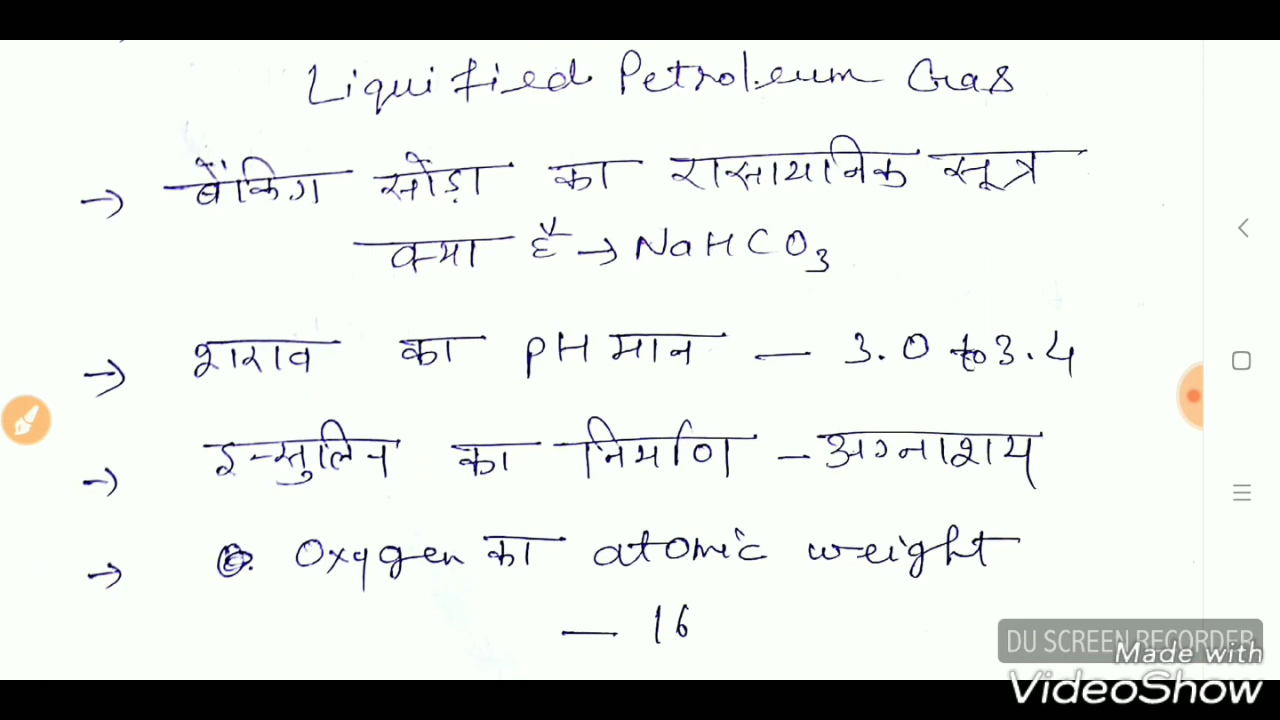 Liquified Petroleum Gas
→ बैंकिग सोडा़ का रासायनिक सूत्र
क्या है → NaHCO3
→ शराव का pH मान — 3.0 to 3.4
→ इन्सुलिन का निर्माण – अग्नाशय
→ Oxygen का atomic weight
— 16
DU SCREEN RECORDER
Made with
VideoShow